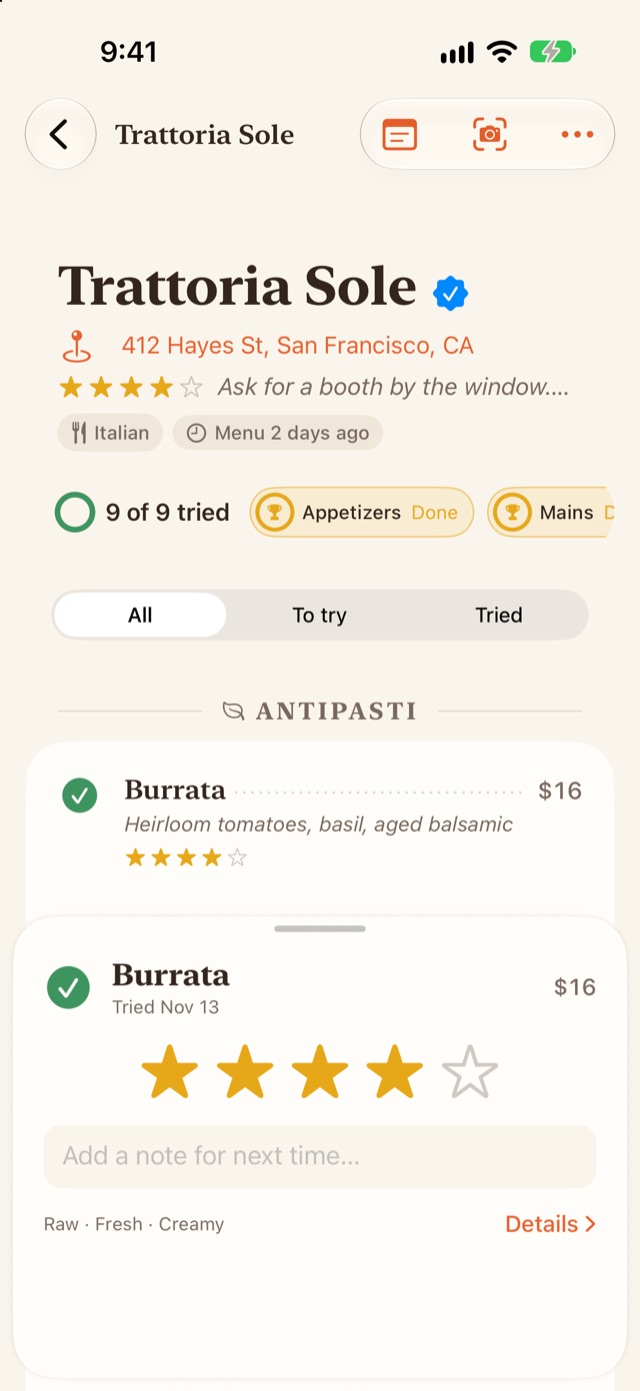 9:41
Trattoria Sole
Trattoria Sole
412 Hayes St, San Francisco, CA
Ask for a booth by the window....
Italian
Menu 2 days ago
9 of 9 tried
Appetizers Done
Mains D
All
To try
Tried
ANTIPASTI
Burrata $16
Heirloom tomatoes, basil, aged balsamic
Burrata
$16
Tried Nov 13
Add a note for next time...
Raw · Fresh · Creamy
Details